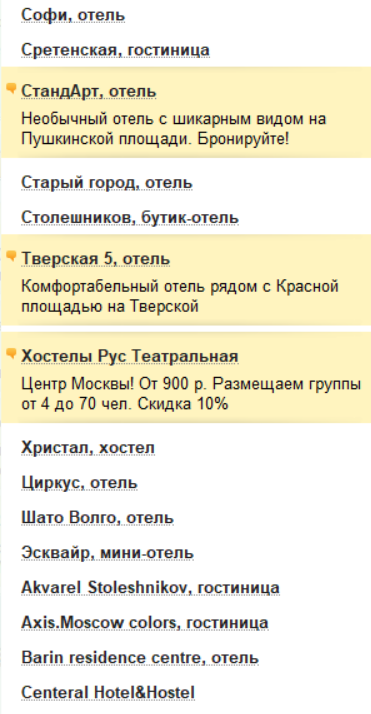 Софи, отель
Сретенская, гостиница
СтандАрт, отель
Необычный отель с шикарным видом на
Пушкинской площади. Бронируйте!
Старый город, отель
Столешников, бутик-отель
Тверская 5, отель
Комфортабельный отель рядом с Красной
площадью на Тверской
Хостелы Рус Театральная
Центр Москвы! От 900 р. Размещаем группы
от 4 до 70 чел. Скидка 10%
Христал, хостел
Циркус, отель
Шато Волго, отель
Эсквайр, мини-отель
Akvarel Stoleshnikov, гостиница
Axis.Moscow colors, гостиница
Barin residence centre, отель
Centeral Hotel&Hostel